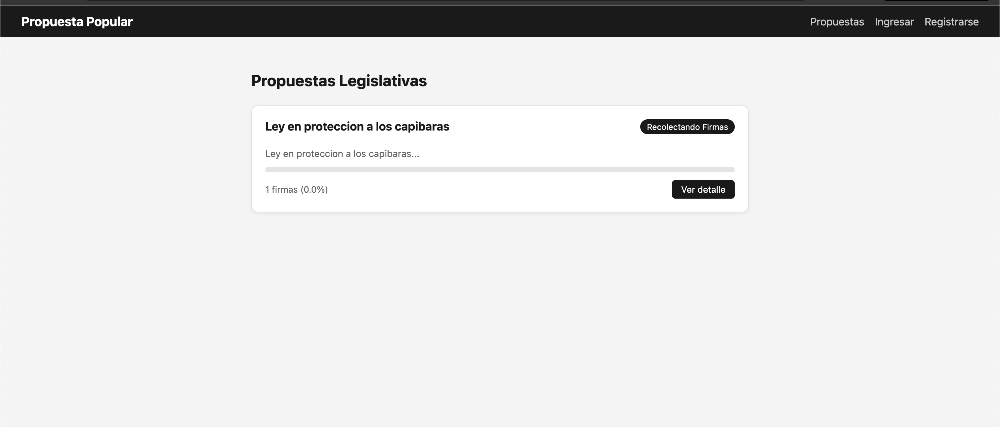 Propuesta Popular
Propuestas Ingresar Registrarse
Propuestas Legislativas
Ley en proteccion a los capibaras
Recolectando Firmas
Ley en proteccion a los capibaras...
1 firmas (0.0%)
Ver detalle